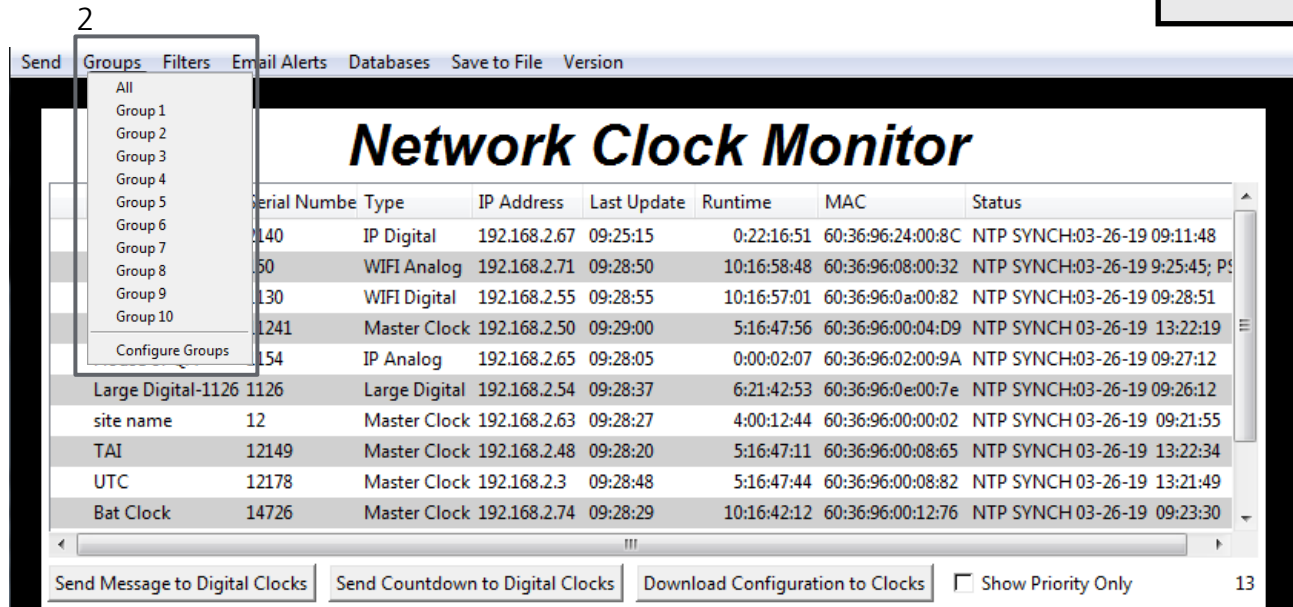 2
Send Groups Filters Email Alerts Databases Save to File Version
All
Group 1
Group 2
Group 3
Group 4
Group 5
Group 6
Group 7
Group 8
Group 9
Group 10
Configure Groups
Network Clock Monitor
Serial Numbe Type IP Address Last Update Runtime MAC Status
2140 IP Digital 192.168.2.67 09:25:15 0:22:16:51 60:36:96:24:00:8C NTP SYNCH:03-26-19 09:11:48
50 WIFI Analog 192.168.2.71 09:28:50 10:16:58:48 60:36:96:08:00:32 NTP SYNCH:03-26-19 9:25:45; PS
130 WIFI Digital 192.168.2.55 09:28:55 10:16:57:01 60:36:96:0a:00:82 NTP SYNCH:03-26-19 09:28:51
1241 Master Clock 192.168.2.50 09:29:00 5:16:47:56 60:36:96:00:04:D9 NTP SYNCH 03-26-19 13:22:19
154 IP Analog 192.168.2.65 09:28:05 0:00:02:07 60:36:96:02:00:9A NTP SYNCH:03-26-19 09:27:12
Large Digital-1126 1126 Large Digital 192.168.2.54 09:28:37 6:21:42:53 60:36:96:0e:00:7e NTP SYNCH:03-26-19 09:26:12
site name 12 Master Clock 192.168.2.63 09:28:27 4:00:12:44 60:36:96:00:00:02 NTP SYNCH 03-26-19 09:21:55
TAI 12149 Master Clock 192.168.2.48 09:28:20 5:16:47:11 60:36:96:00:08:65 NTP SYNCH 03-26-19 13:22:34
UTC 12178 Master Clock 192.168.2.3 09:28:48 5:16:47:44 60:36:96:00:08:82 NTP SYNCH 03-26-19 13:21:49
Bat Clock 14726 Master Clock 192.168.2.74 09:28:29 10:16:42:12 60:36:96:00:12:76 NTP SYNCH 03-26-19 09:23:30
Send Message to Digital Clocks Send Countdown to Digital Clocks Download Configuration to Clocks Show Priority Only 13